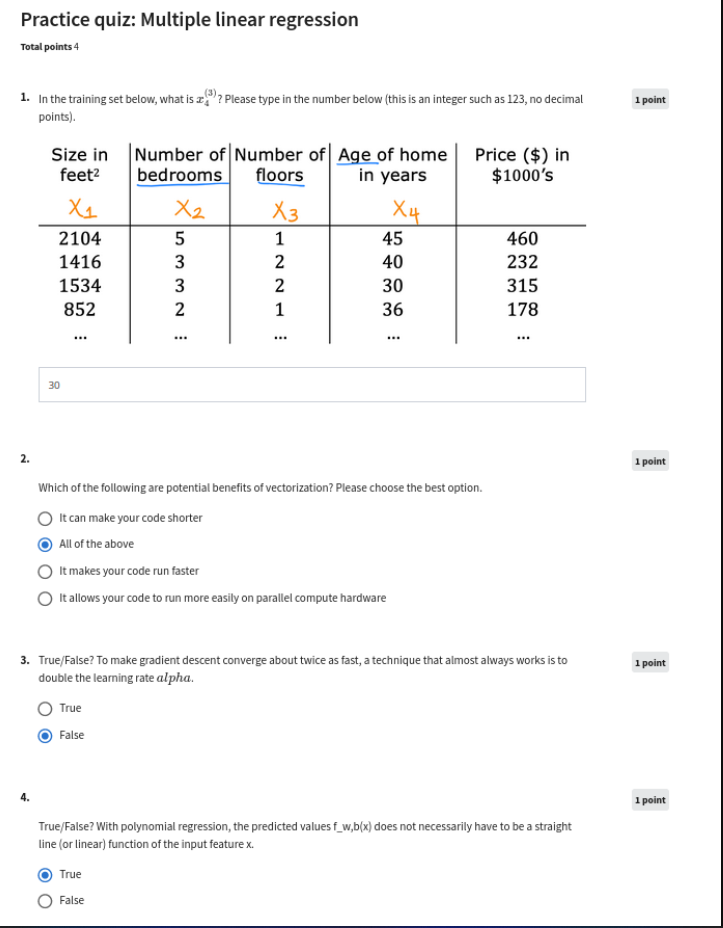 Practice quiz: Multiple linear regression
Total points 4
1. In the training set below, what is x₄⁽³⁾? Please type in the number below (this is an integer such as 123, no decimal
points).
1 point
Size in feet² | Number of bedrooms | Number of floors | Age of home in years | Price ($) in $1000's
X1 X2 X3 X4
2104 5 1 45 460
1416 3 2 40 232
1534 3 2 30 315
852 2 1 36 178
... ... ... ... ...
30
2.
1 point
Which of the following are potential benefits of vectorization? Please choose the best option.
It can make your code shorter
All of the above
It makes your code run faster
It allows your code to run more easily on parallel compute hardware
3. True/False? To make gradient descent converge about twice as fast, a technique that almost always works is to
double the learning rate alpha.
1 point
True
False
4.
1 point
True/False? With polynomial regression, the predicted values f_w,b(x) does not necessarily have to be a straight
line (or linear) function of the input feature x.
True
False